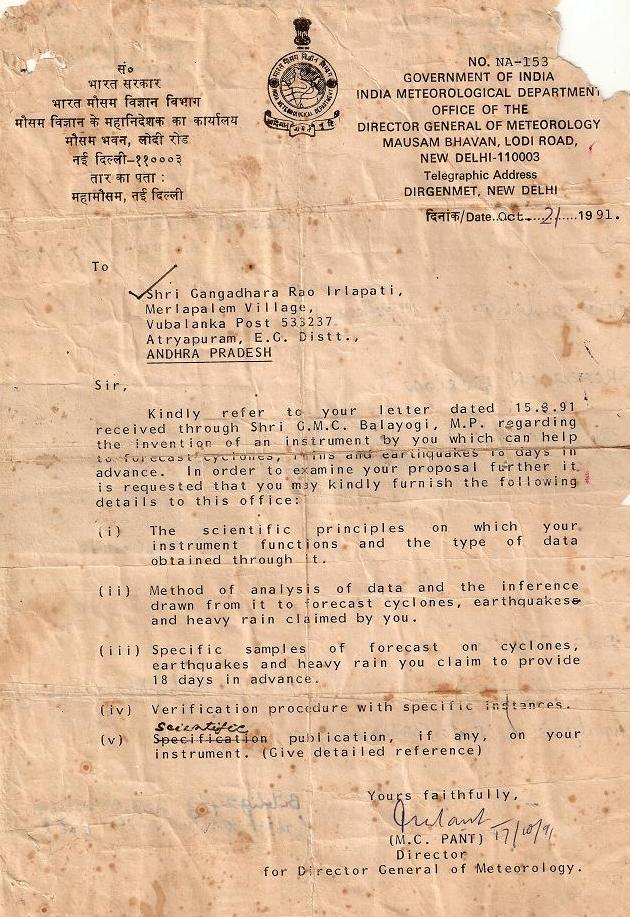 सं०
भारत सरकार
भारत मौसम विज्ञान विभाग
मौसम विज्ञान के महानिदेशक का कार्यालय
मौसम भवन, लोदी रोड
नई दिल्ली-११०००३
तार का पता :
महामौसम, नई दिल्ली
NO. NA-153
GOVERNMENT OF INDIA
INDIA METEOROLOGICAL DEPARTMENT
OFFICE OF THE
DIRECTOR GENERAL OF METEOROLOGY
MAUSAM BHAVAN, LODI ROAD,
NEW DELHI-110003
Telegraphic Address
DIRGENMET, NEW DELHI
दिनांक/Date..Oct....21....1991.
To
Shri Gangadhara Rao Irlapati,
Merlapalem Village,
Vubalanka Post 533237
Atryapuram, E.G. Distt.,
ANDHRA PRADESH
Sir,
Kindly refer to your letter dated 15.8.91
received through Shri G.M.C. Balayogi, M.P. regarding
the invention of an instrument by you which can help
to forecast cyclones, rains and earthquakes 18 days in
advance. In order to examine your proposal further it
is requested that you may kindly furnish the following
details to this office:
(i) The scientific principles on which your
instrument functions and the type of data
obtained through it.
(ii) Method of analysis of data and the inference
drawn from it to forecast cyclones, earthquakes
and heavy rain claimed by you.
(iii) Specific samples of forecast on cyclones,
earthquakes and heavy rain you claim to provide
18 days in advance.
(iv) Verification procedure with specific instances.
Scientific
(v) Specification publication, if any, on your
instrument. (Give detailed reference)
Yours faithfully,
(M.C. PANT) 17/10/91
Director
for Director General of Meteorology.